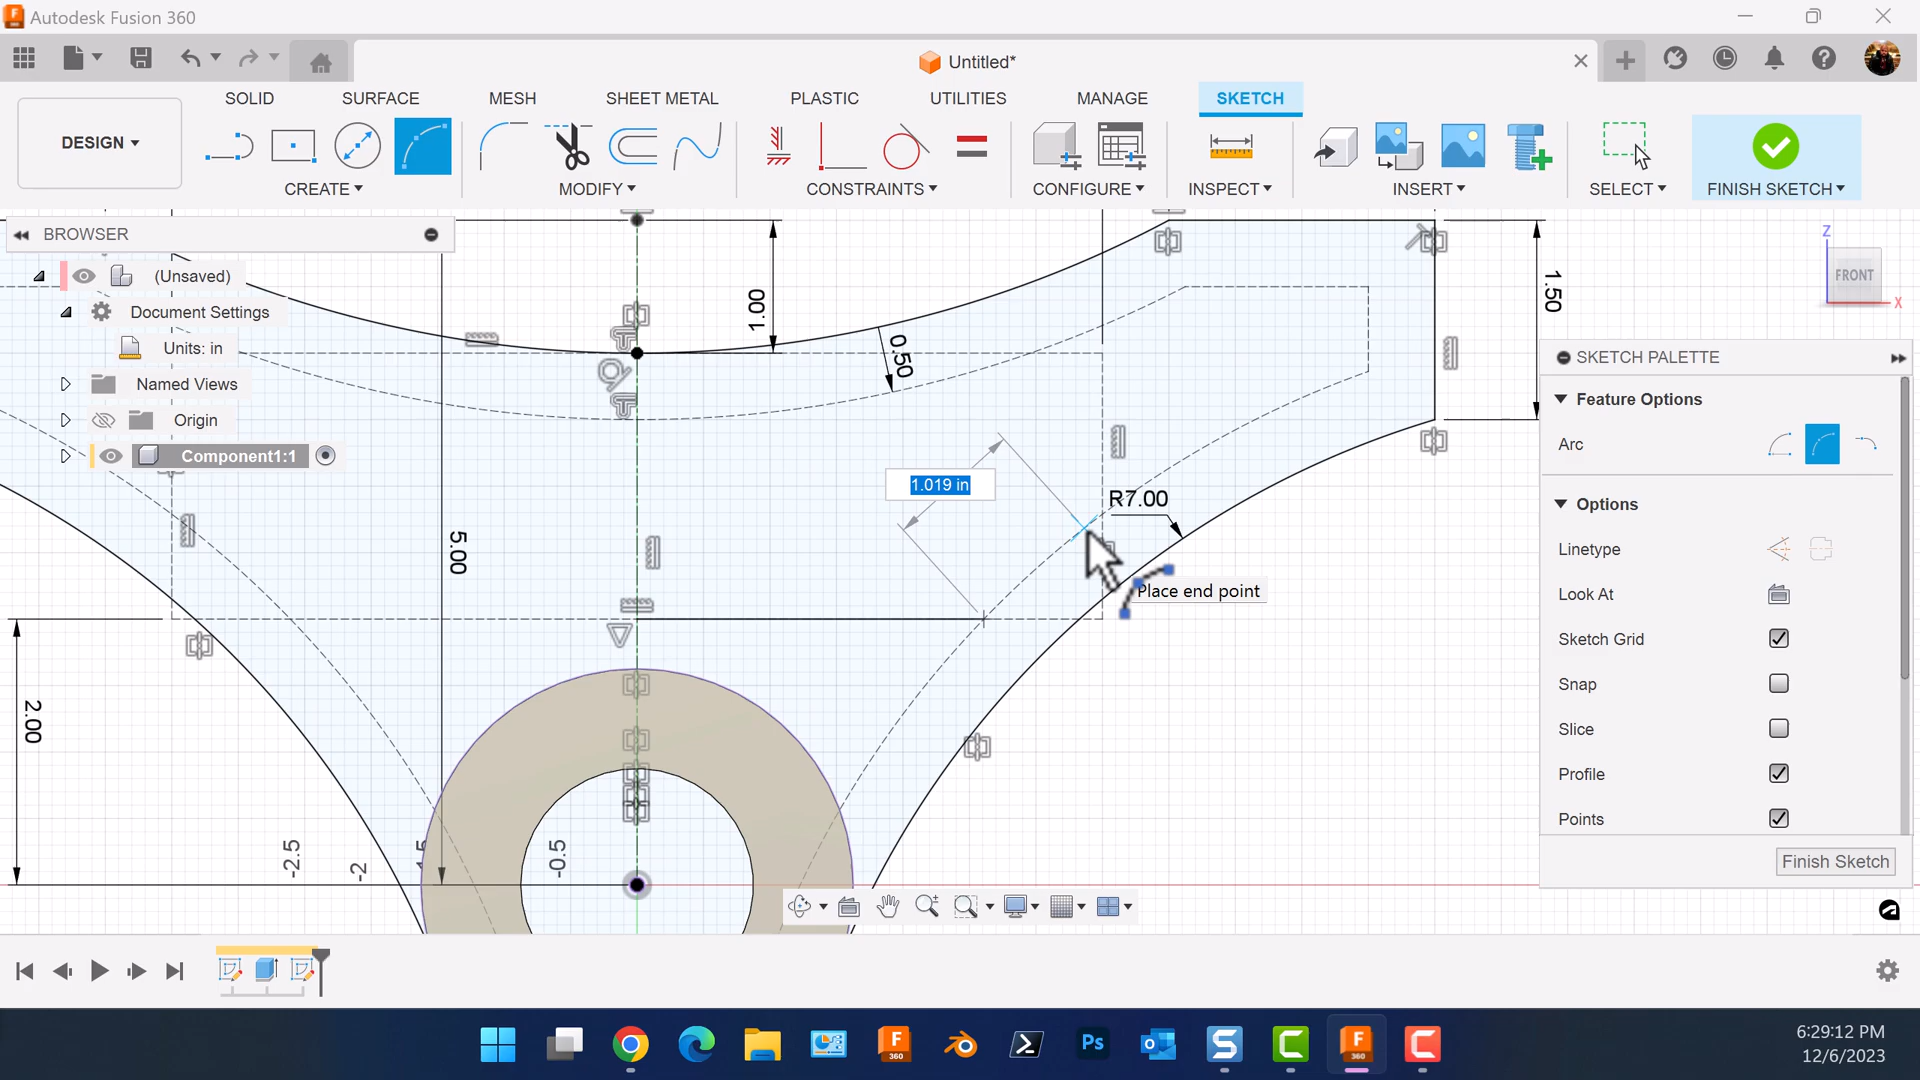 Autodesk Fusion 360
Untitled*
SOLID SURFACE MESH SHEET METAL PLASTIC UTILITIES MANAGE SKETCH
DESIGN
CREATE MODIFY CONSTRAINTS CONFIGURE INSPECT INSERT SELECT FINISH SKETCH
BROWSER
(Unsaved)
Document Settings
Units: in
Named Views
Origin
Component1:1
1.00
0.50
1.50
R7.00
1.019 in
Place end point
5.00
2.00
-2.5
-2
-0.5
Z
FRONT
X
SKETCH PALETTE
Feature Options
Arc
Options
Linetype
Look At
Sketch Grid
Snap
Slice
Profile
Points
Finish Sketch
F
360
Ps
S
C
F
360
C
6:29:12 PM
12/6/2023